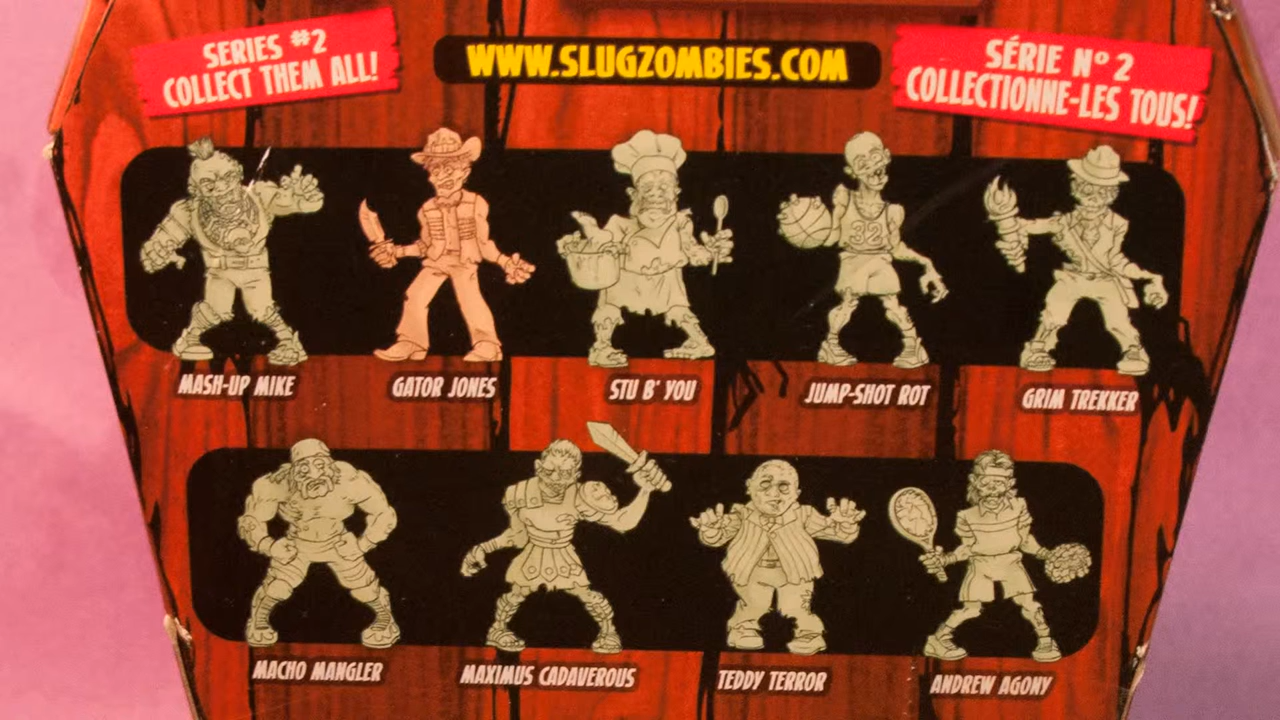 SERIES #2
COLLECT THEM ALL!
WWW.SLUGZOMBIES.COM
SÉRIE Nº 2
COLLECTIONNE-LES TOUS!
32
MASH-UP MIKE
GATOR JONES
STU B' YOU
JUMP-SHOT ROT
GRIM TREKKER
MACHO MANGLER
MAXIMUS CADAVEROUS
TEDDY TERROR
ANDREW AGONY